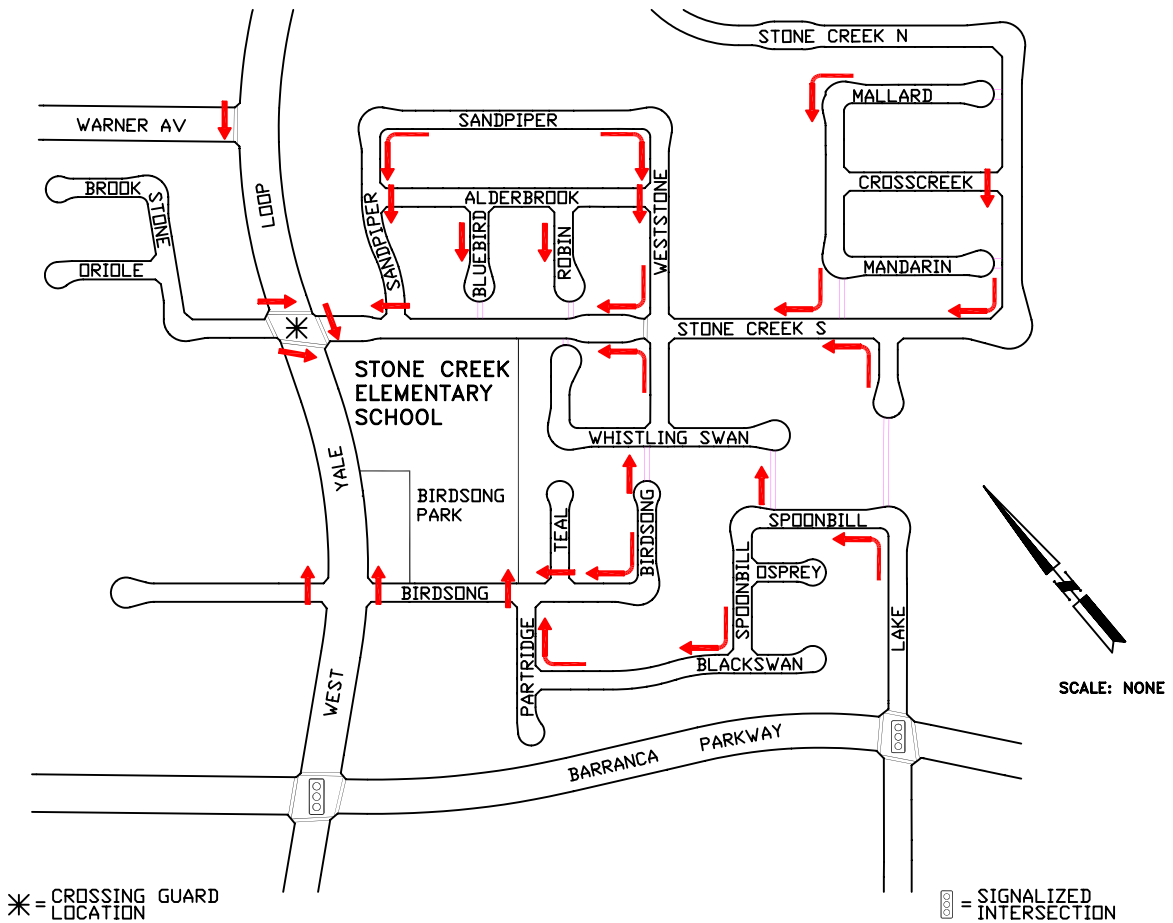 STONE CREEK N
MALLARD
WARNER AV
SANDPIPER
CROSSCREEK
BROOK
STONE
LOOP
ALDERBROOK
SANDPIPER
BLUEBIRD
ROBIN
WESTSTONE
ORIOLE
MANDARIN
STONE CREEK S
STONE CREEK
ELEMENTARY
SCHOOL
WHISTLING SWAN
YALE
BIRDSONG
PARK
TEAL
BIRDSONG
SPOONBILL
OSPREY
SPOONBILL
BIRDSONG
PARTRIDGE
BLACKSWAN
LAKE
WEST
N
SCALE: NONE
BARRANCA PARKWAY
= CROSSING GUARD
LOCATION
= SIGNALIZED
INTERSECTION